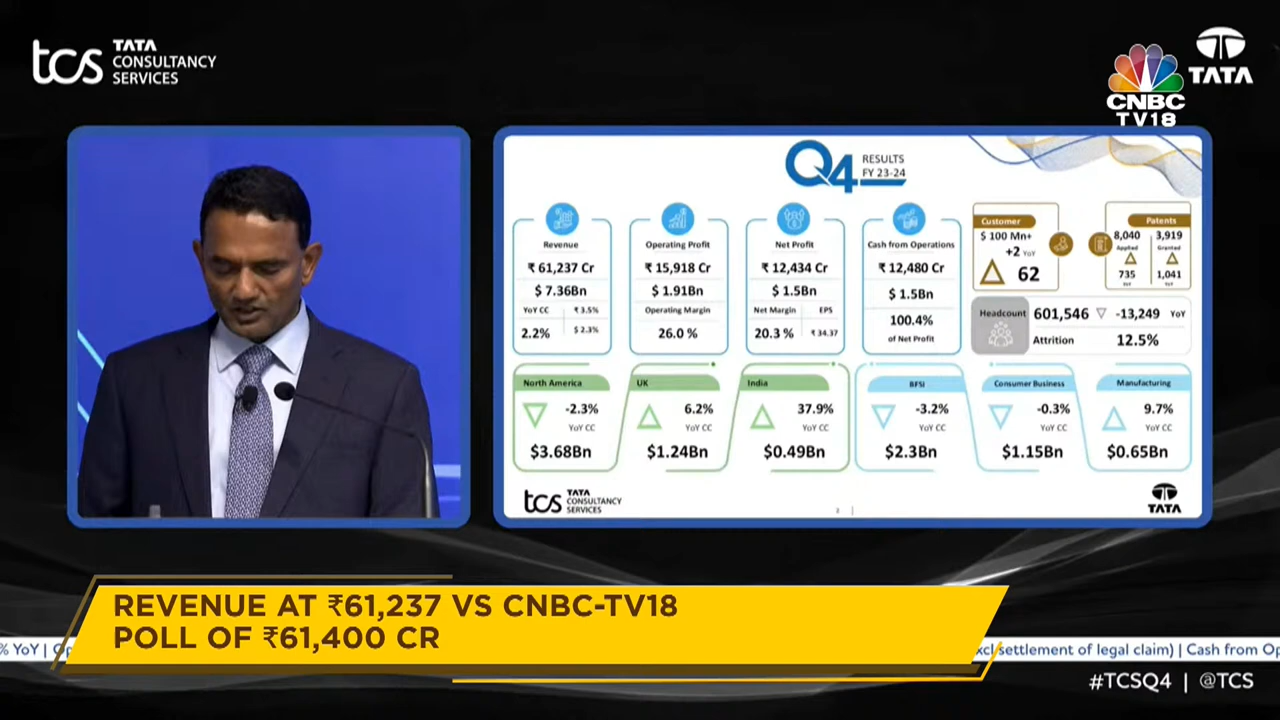 tcs TATA
CONSULTANCY
SERVICES
CNBC
TV18
TATA
Q4 RESULTS
FY 23-24
Revenue
₹ 61,237 Cr
$ 7.36Bn
YoY CC ₹ 3.5%
2.2% $ 2.3%
Operating Profit
₹ 15,918 Cr
$ 1.91Bn
Operating Margin
26.0 %
Net Profit
₹ 12,434 Cr
$ 1.5Bn
Net Margin EPS
20.3 % ₹ 34.37
Cash from Operations
₹ 12,480 Cr
$ 1.5Bn
100.4%
of Net Profit
Customer
$ 100 Mn+
+2 YoY
62
Patents
8,040 3,919
Applied Granted
735 1,041
YoY YoY
Headcount 601,546 -13,249 YoY
Attrition 12.5%
North America
-2.3%
YoY CC
$3.68Bn
UK
6.2%
YoY CC
$1.24Bn
India
37.9%
YoY CC
$0.49Bn
BFSI
-3.2%
YoY CC
$2.3Bn
Consumer Business
-0.3%
YoY CC
$1.15Bn
Manufacturing
9.7%
YoY CC
$0.65Bn
tcs TATA
CONSULTANCY
SERVICES
2
TATA
REVENUE AT ₹61,237 VS CNBC-TV18
POLL OF ₹61,400 CR
% YoY | Op
settlement of legal claim) | Cash from Op
#TCSQ4 | @TCS